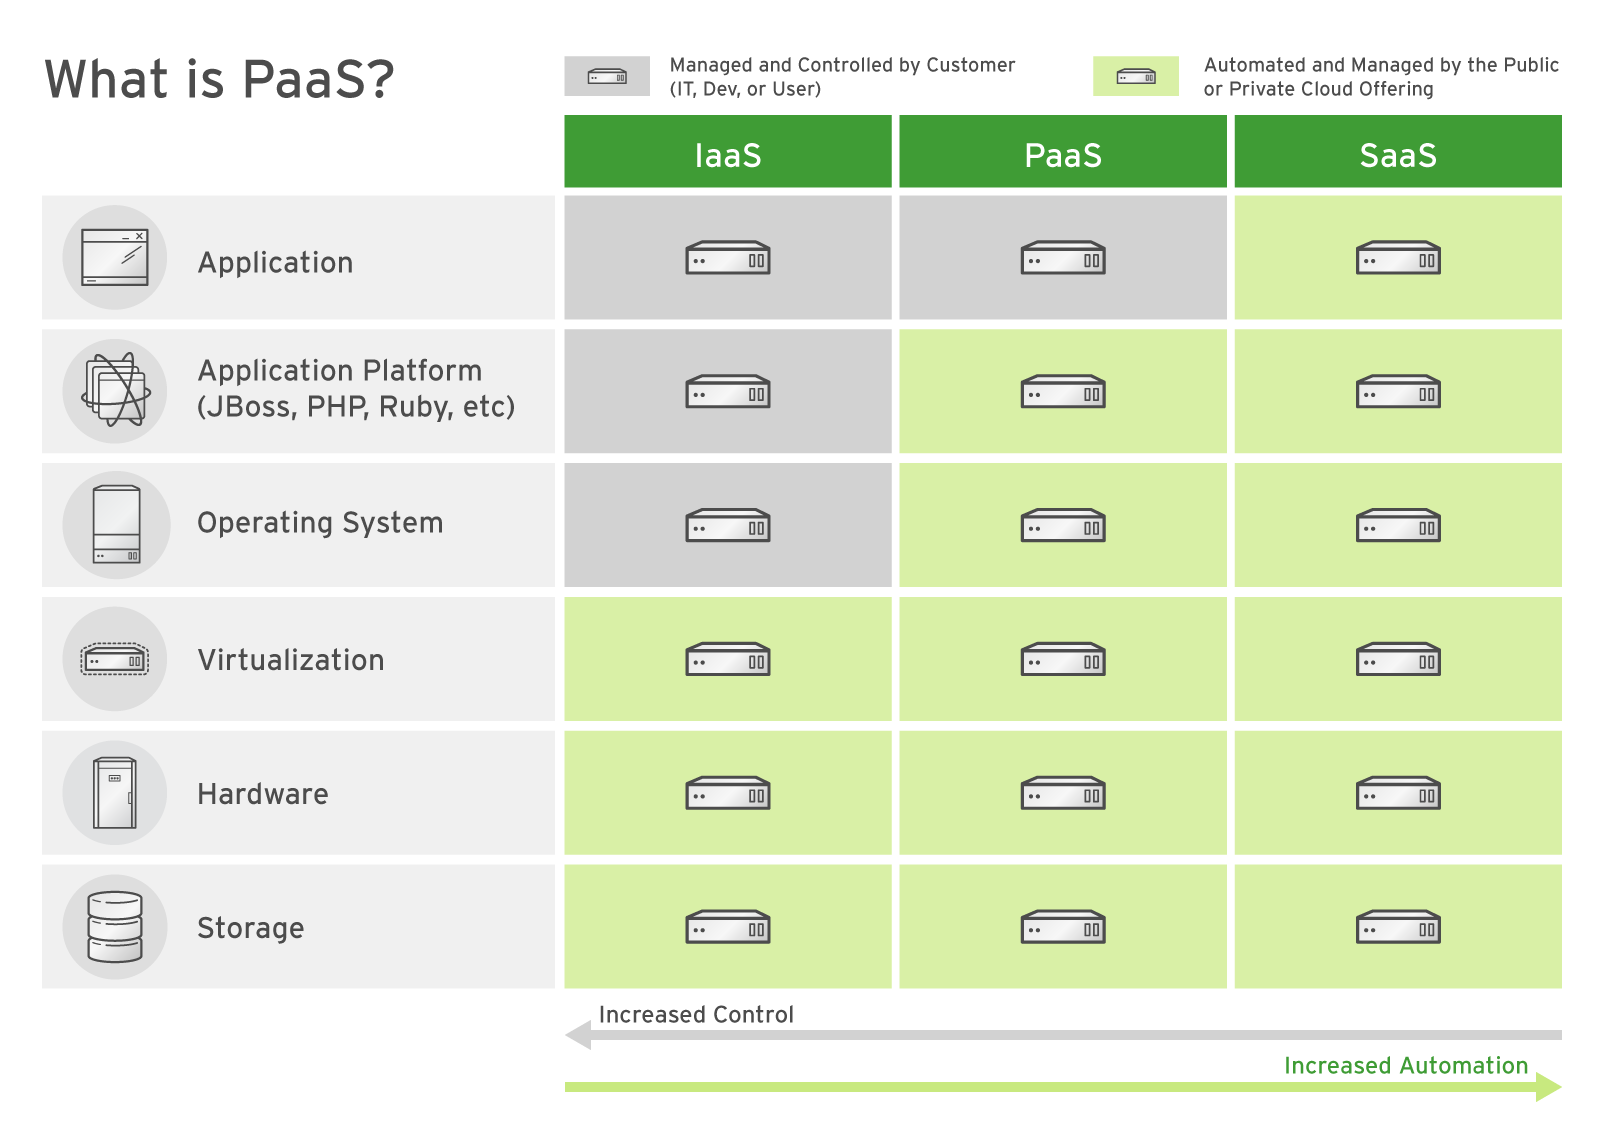 What is PaaS?
Managed and Controlled by Customer
(IT, Dev, or User)
Automated and Managed by the Public
or Private Cloud Offering
IaaS
PaaS
SaaS
Application
Application Platform
(JBoss, PHP, Ruby, etc)
Operating System
Virtualization
Hardware
Storage
Increased Control
Increased Automation